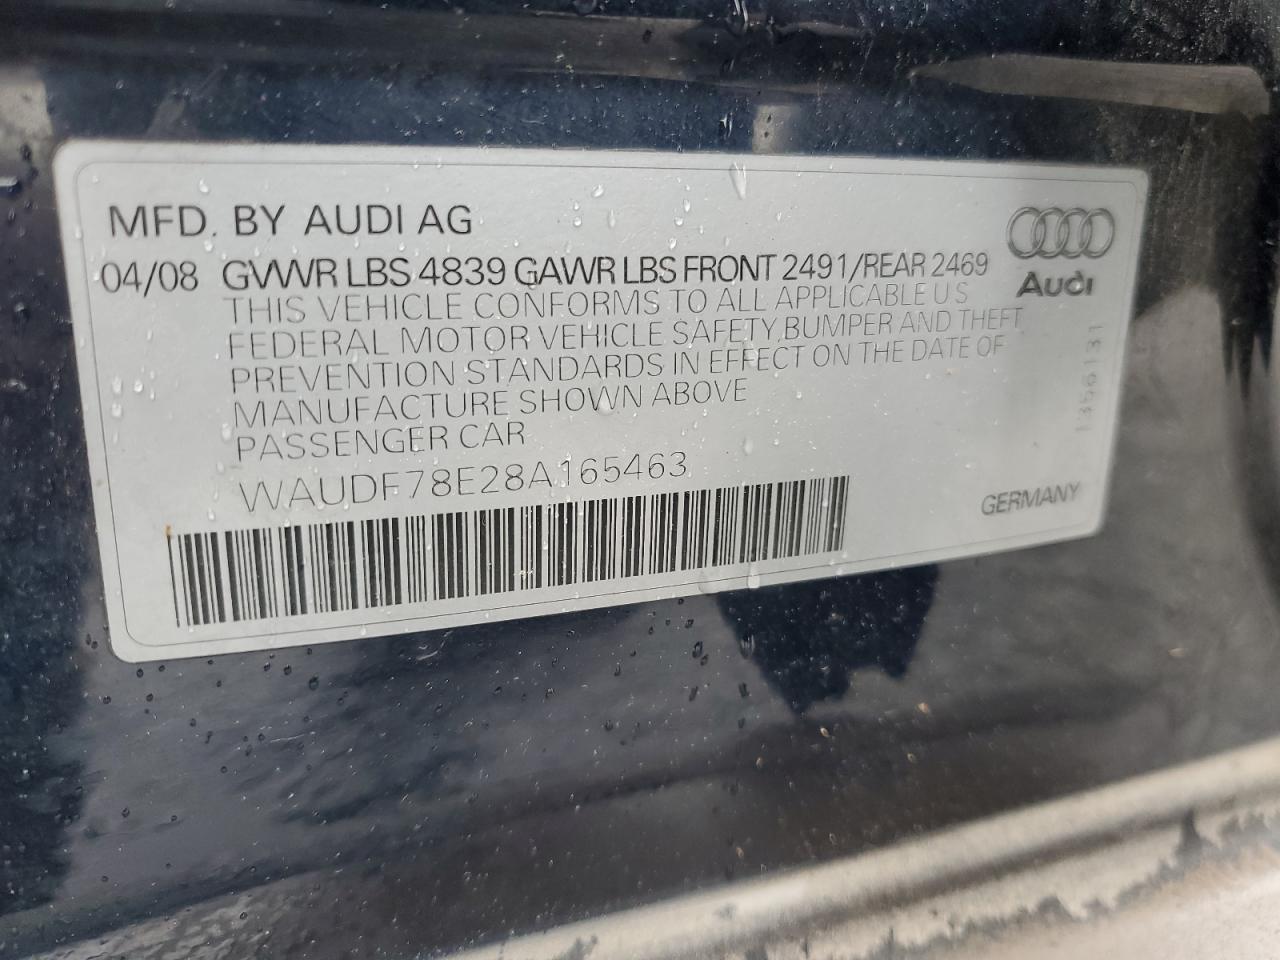 MFD. BY AUDI AG
04/08 GVWR LBS 4839 GAWR LBS FRONT 2491/REAR 2469
THIS VEHICLE CONFORMS TO ALL APPLICABLE U S
FEDERAL MOTOR VEHICLE SAFETY, BUMPER AND THEFT
PREVENTION STANDARDS IN EFFECT ON THE DATE OF
MANUFACTURE SHOWN ABOVE
PASSENGER CAR
WAUDF78E28A165463
Audi
1356131
GERMANY